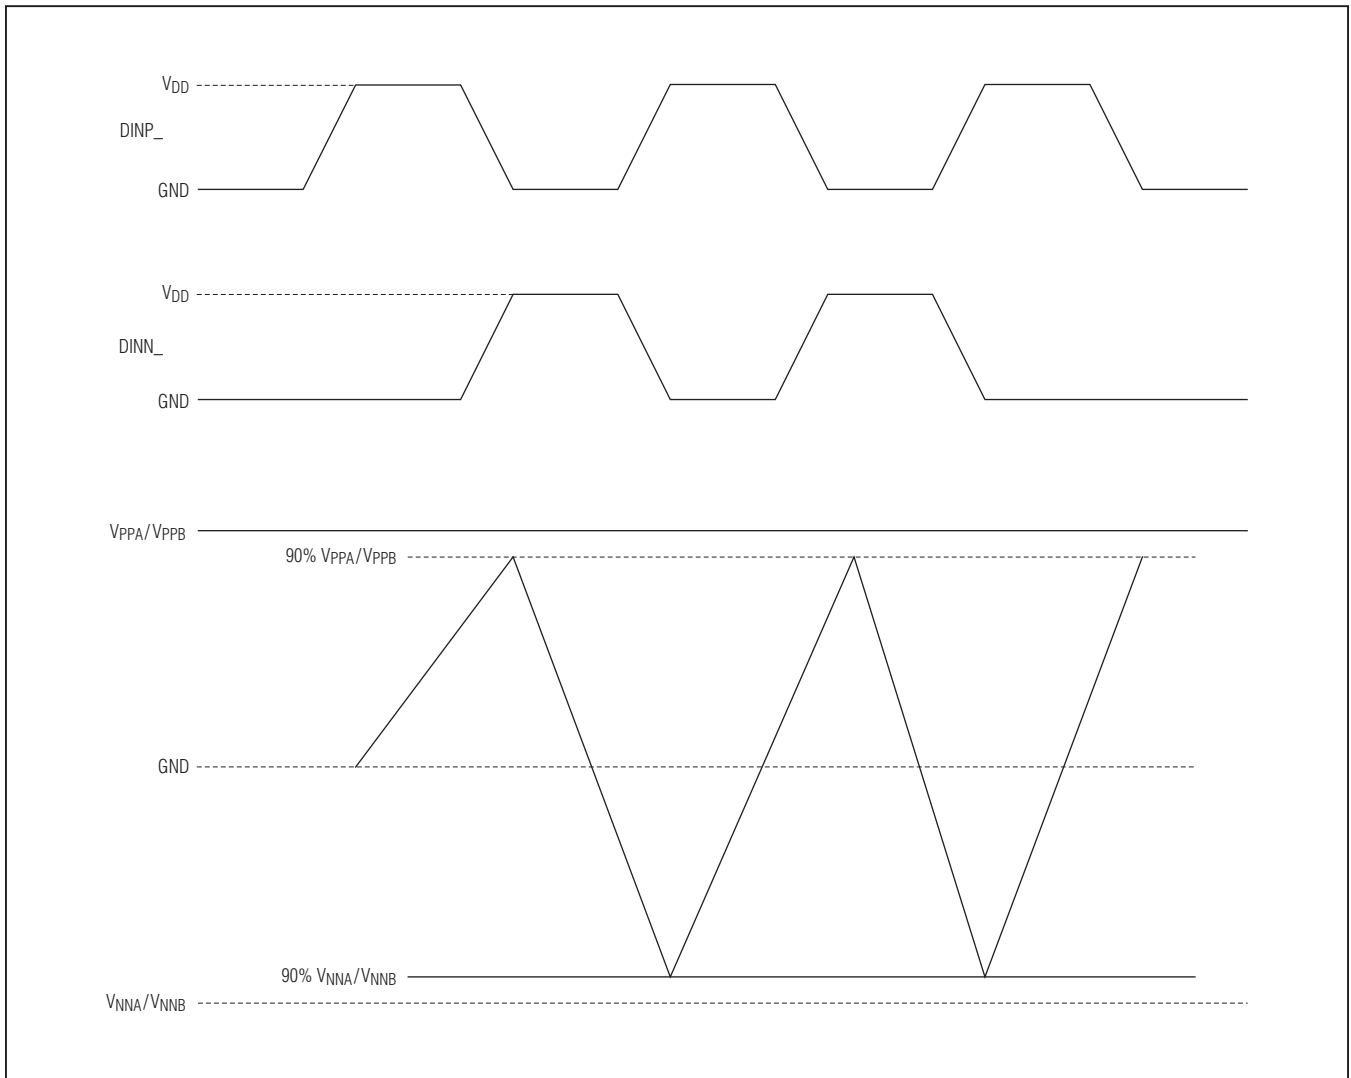 VDD
DINP_
GND
VDD
DINN_
GND
VPPA/VPPB
90% VPPA/VPPB
GND
90% VNNA/VNNB
VNNA/VNNB